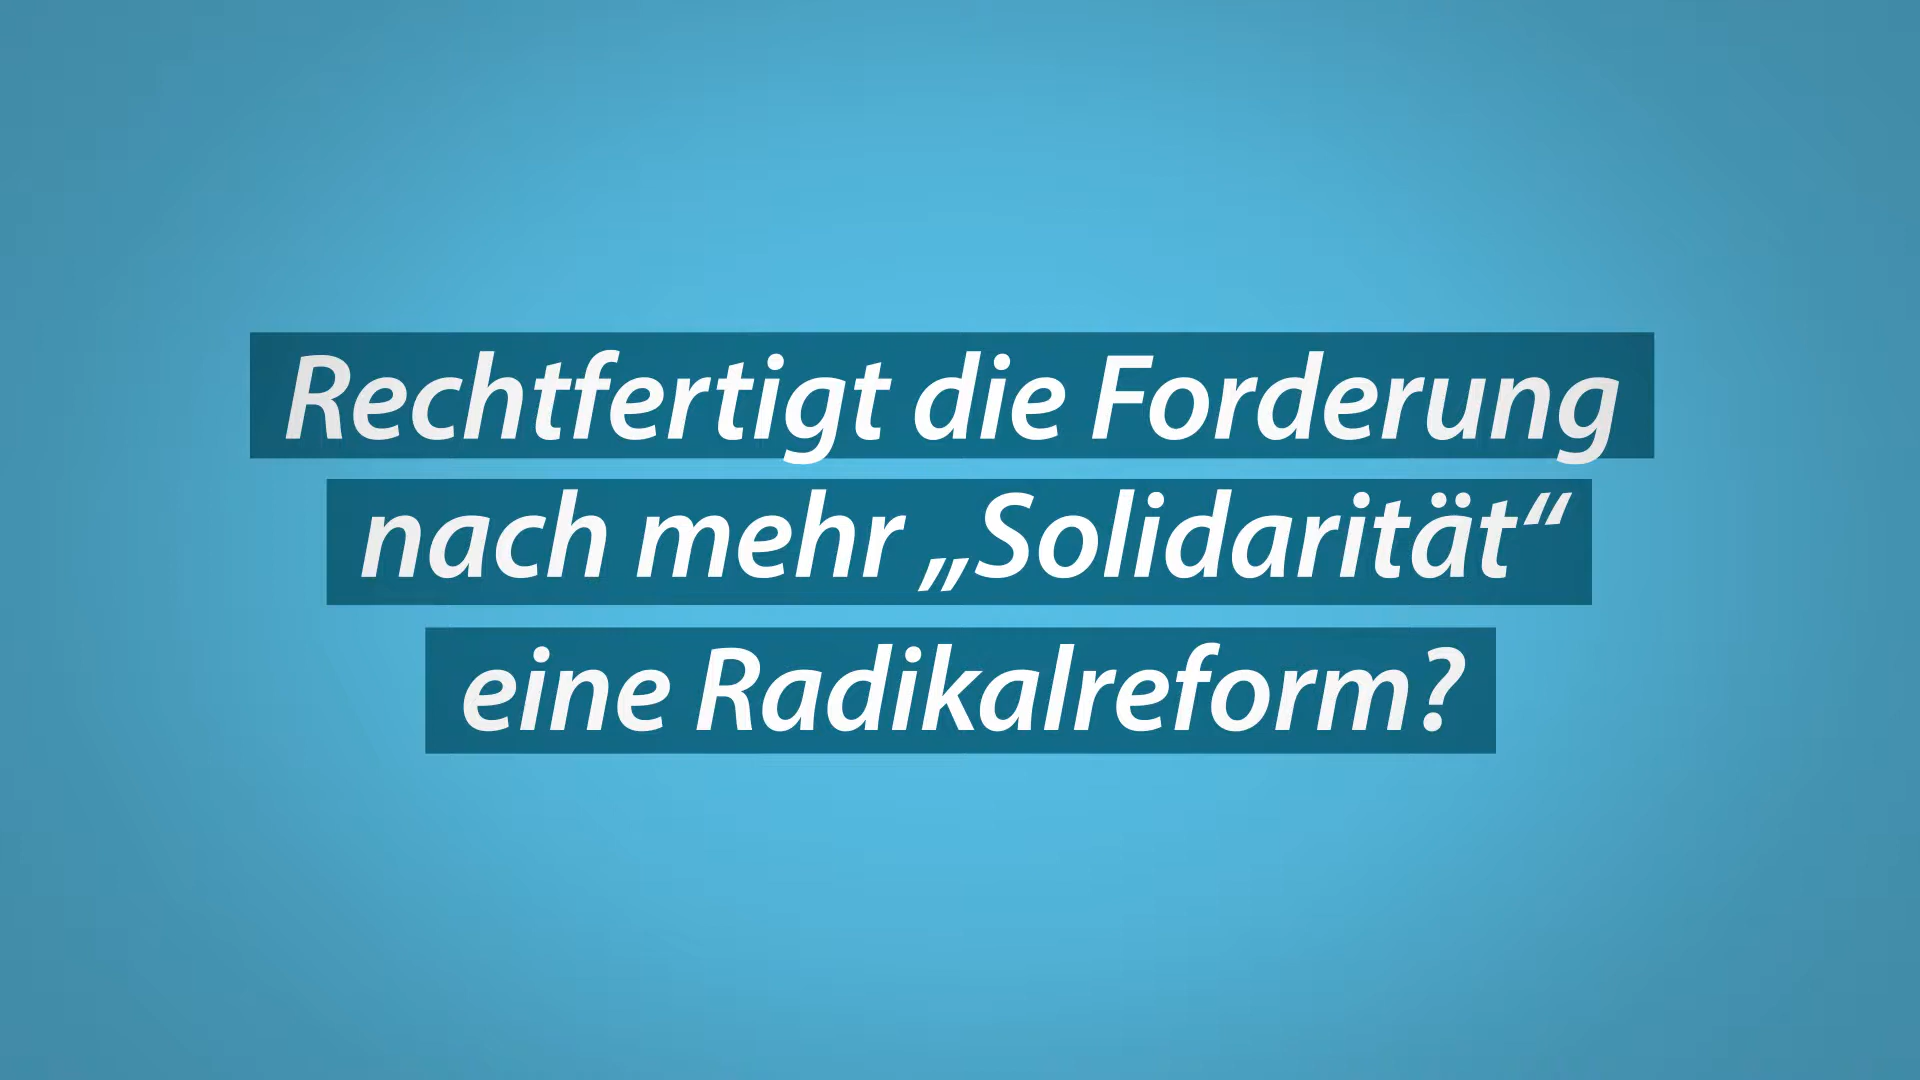 Rechtfertigt die Forderung
nach mehr „Solidarität“
eine Radikalreform?